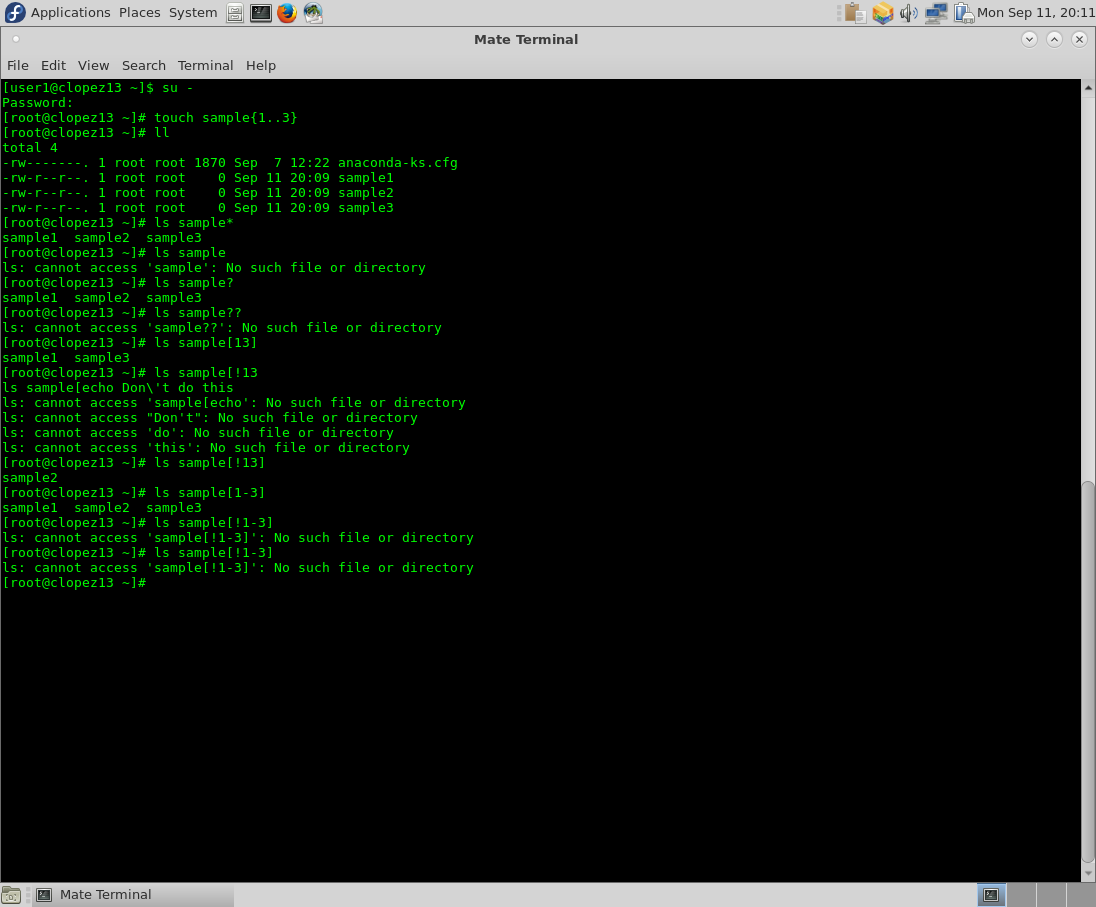 Applications Places System Mon Sep 11, 20:11
Mate Terminal
File Edit View Search Terminal Help
[user1@clopez13 ~]$ su -
Password:
[root@clopez13 ~]# touch sample{1..3}
[root@clopez13 ~]# ll
total 4
-rw-------. 1 root root 1870 Sep  7 12:22 anaconda-ks.cfg
-rw-r--r--. 1 root root    0 Sep 11 20:09 sample1
-rw-r--r--. 1 root root    0 Sep 11 20:09 sample2
-rw-r--r--. 1 root root    0 Sep 11 20:09 sample3
[root@clopez13 ~]# ls sample*
sample1  sample2  sample3
[root@clopez13 ~]# ls sample
ls: cannot access 'sample': No such file or directory
[root@clopez13 ~]# ls sample?
sample1  sample2  sample3
[root@clopez13 ~]# ls sample??
ls: cannot access 'sample??': No such file or directory
[root@clopez13 ~]# ls sample[13]
sample1  sample3
[root@clopez13 ~]# ls sample[!13
ls sample[echo Don\'t do this
ls: cannot access 'sample[echo': No such file or directory
ls: cannot access "Don't": No such file or directory
ls: cannot access 'do': No such file or directory
ls: cannot access 'this': No such file or directory
[root@clopez13 ~]# ls sample[!13]
sample2
[root@clopez13 ~]# ls sample[1-3]
sample1  sample2  sample3
[root@clopez13 ~]# ls sample[!1-3]
ls: cannot access 'sample[!1-3]': No such file or directory
[root@clopez13 ~]# ls sample[!1-3]
ls: cannot access 'sample[!1-3]': No such file or directory
[root@clopez13 ~]#
Mate Terminal